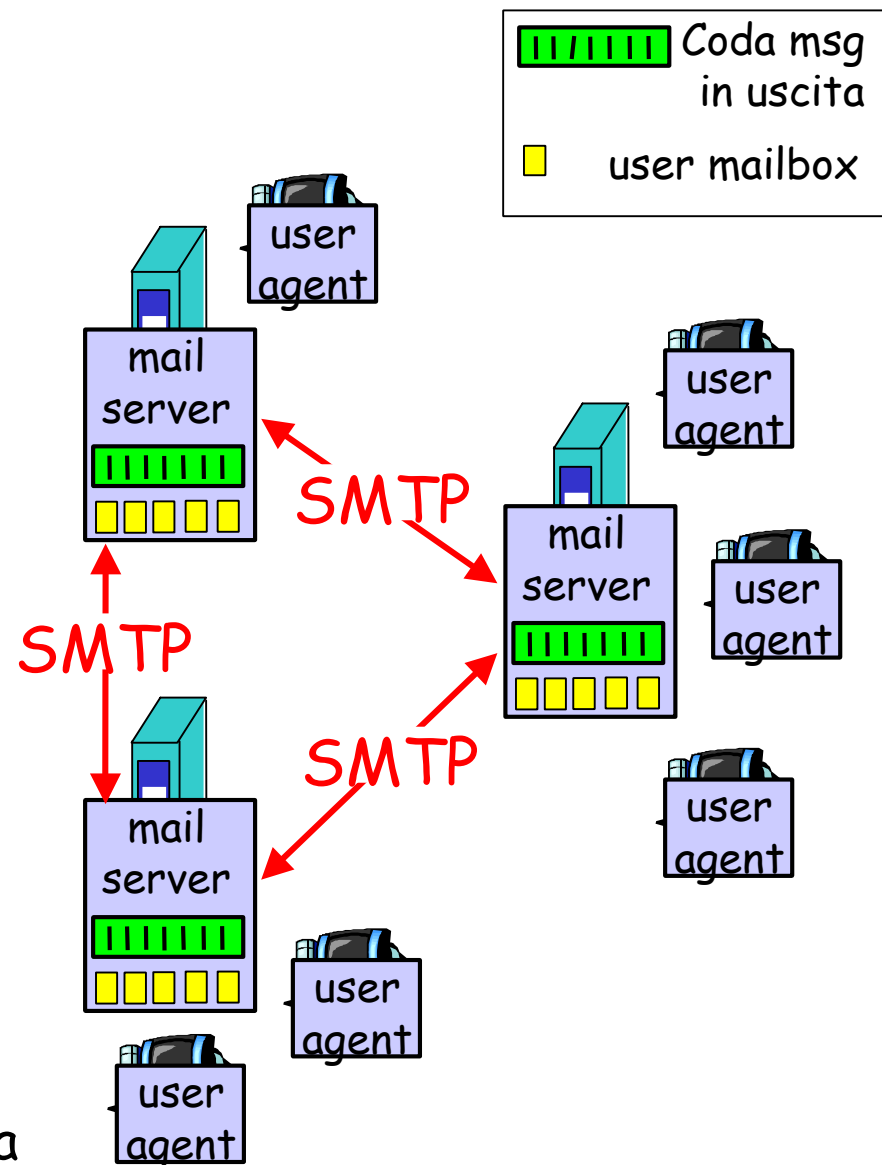 Coda msg
in uscita
user mailbox
user
agent
mail
server
user
agent
SMTP
mail
server
user
agent
SMTP
SMTP
user
agent
mail
server
user
agent
user
agent
a